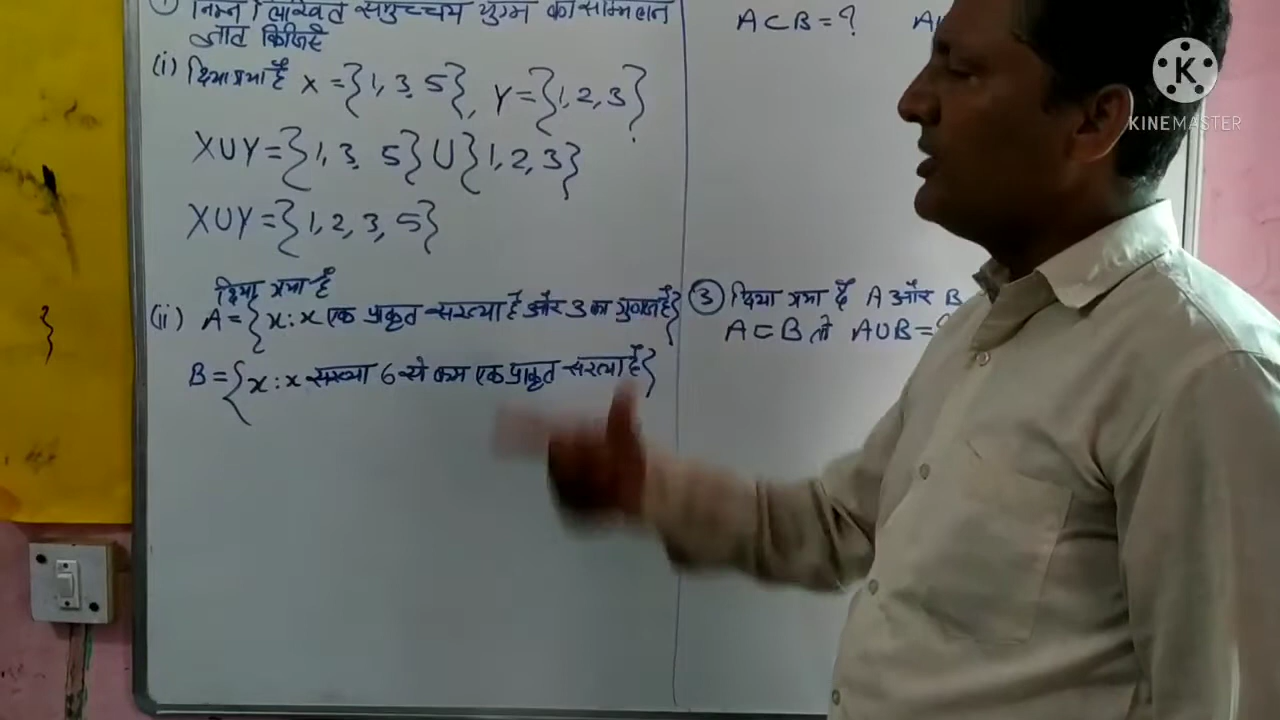 निम्न लिखित समुच्चय युग्म का सम्मिलन
ज्ञात किजिए
(i) दिया गया है X = {1, 3, 5}, Y = {1, 2, 3}
X∪Y = {1, 3, 5} ∪ {1, 2, 3}
X∪Y = {1, 2, 3, 5}
दिया गया है
(ii) A = {x : x एक प्राकृत संख्या है और 3 का गुणज है}
B = {x : x संख्या 6 से कम एक प्राकृत संख्या है}
A⊂B = ?
③ दिया गया है A और B
A⊂B तो A∪B = ?
KINEMASTER